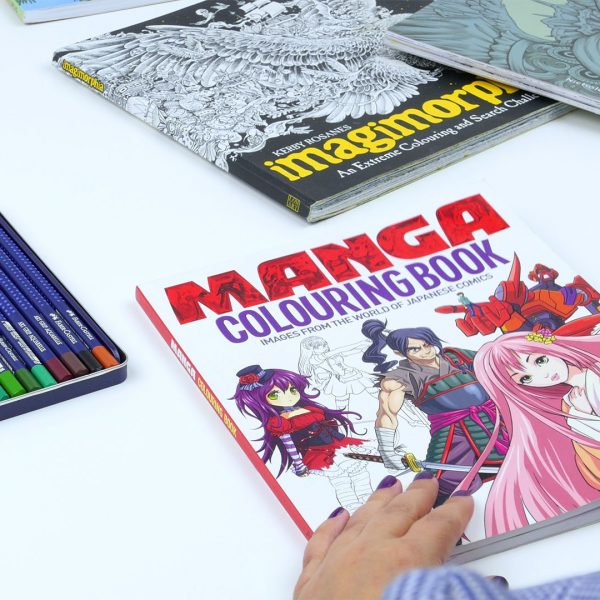 imagimorphia
KERBY ROSANES
imagimorphia
An Extreme Colouring and Search Chall
MANGA
COLOURING BOOK
IMAGES FROM THE WORLD OF JAPANESE COMICS
MANGA COLOURING BOOK